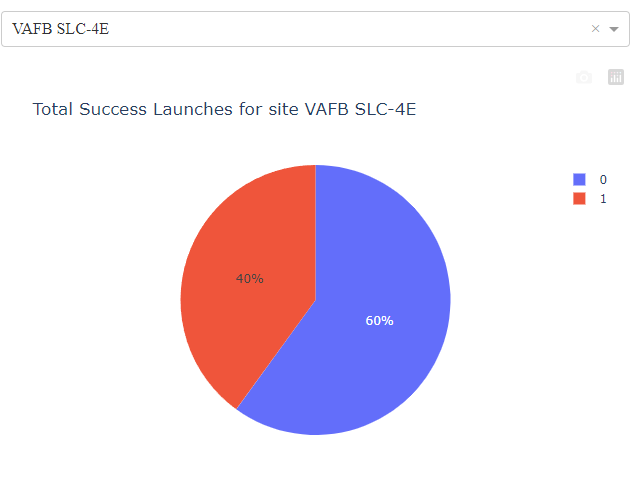 VAFB SLC-4E ×
Total Success Launches for site VAFB SLC-4E
0
1
40%
60%